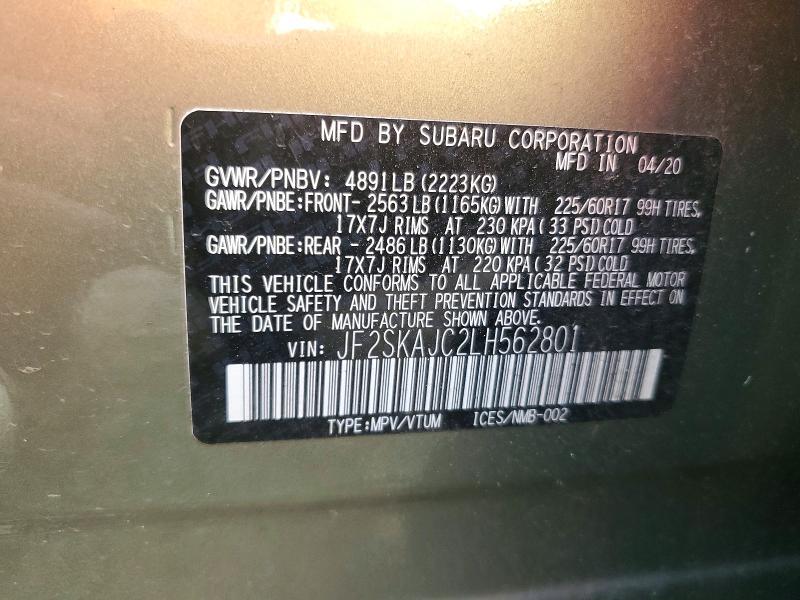 MFD BY SUBARU CORPORATION
MFD IN 04/20
GVWR/PNBV: 4891LB (2223KG)
GAWR/PNBE:FRONT- 2563 LB (1165KG) WITH 225/60R17 99H TIRES,
17X7J RIMS AT 230 KPA ( 33 PSI) COLD
GAWR/PNBE:REAR - 2486 LB (1130KG) WITH 225/60R17 99H TIRES,
17X7J RIMS AT 220 KPA ( 32 PSI) COLD
THIS VEHICLE CONFORMS TO ALL APPLICABLE FEDERAL MOTOR
VEHICLE SAFETY AND THEFT PREVENTION STANDARDS IN EFFECT ON
THE DATE OF MANUFACTURE SHOWN ABOVE.
VIN: JF2SKAJC2LH562801
TYPE:MPV/VTUM ICES/NMB-002